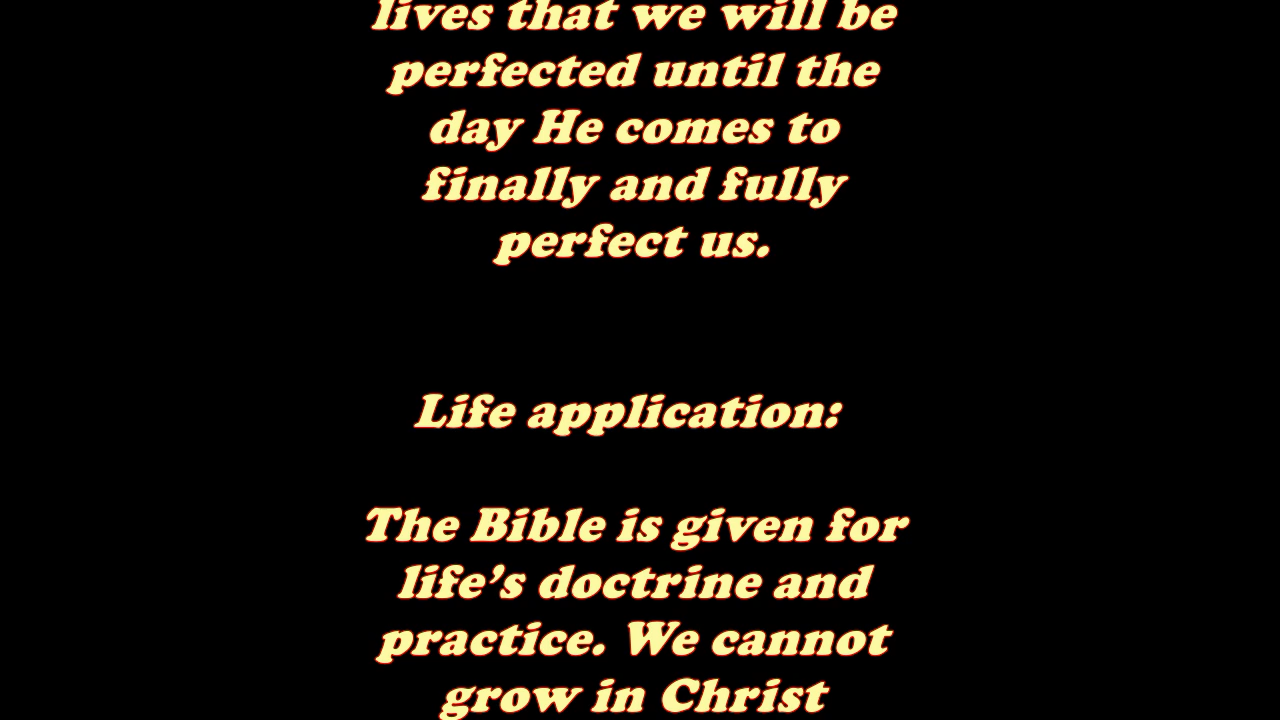 lives that we will be
perfected until the
day He comes to
finally and fully
perfect us.
Life application:
The Bible is given for
life’s doctrine and
practice. We cannot
grow in Christ